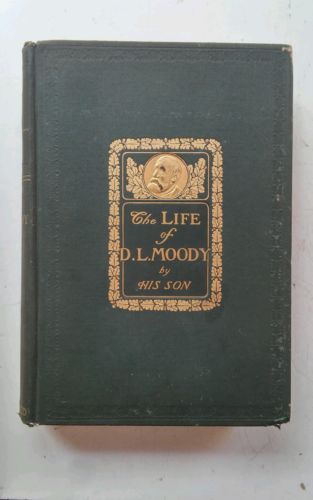 The LIFE
of
D.L. MOODY
by
HIS SON